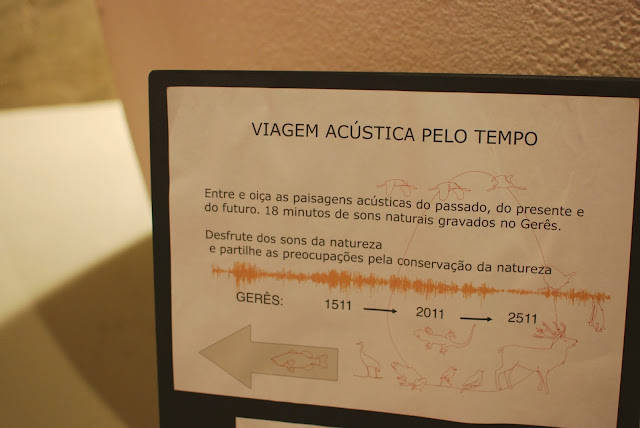 VIAGEM ACÚSTICA PELO TEMPO
Entre e oiça as paisagens acústicas do passado, do presente e
do futuro. 18 minutos de sons naturais gravados no Gerês.
Desfrute dos sons da natureza
e partilhe as preocupações pela conservação da natureza
GERÊS: 1511 2011 2511